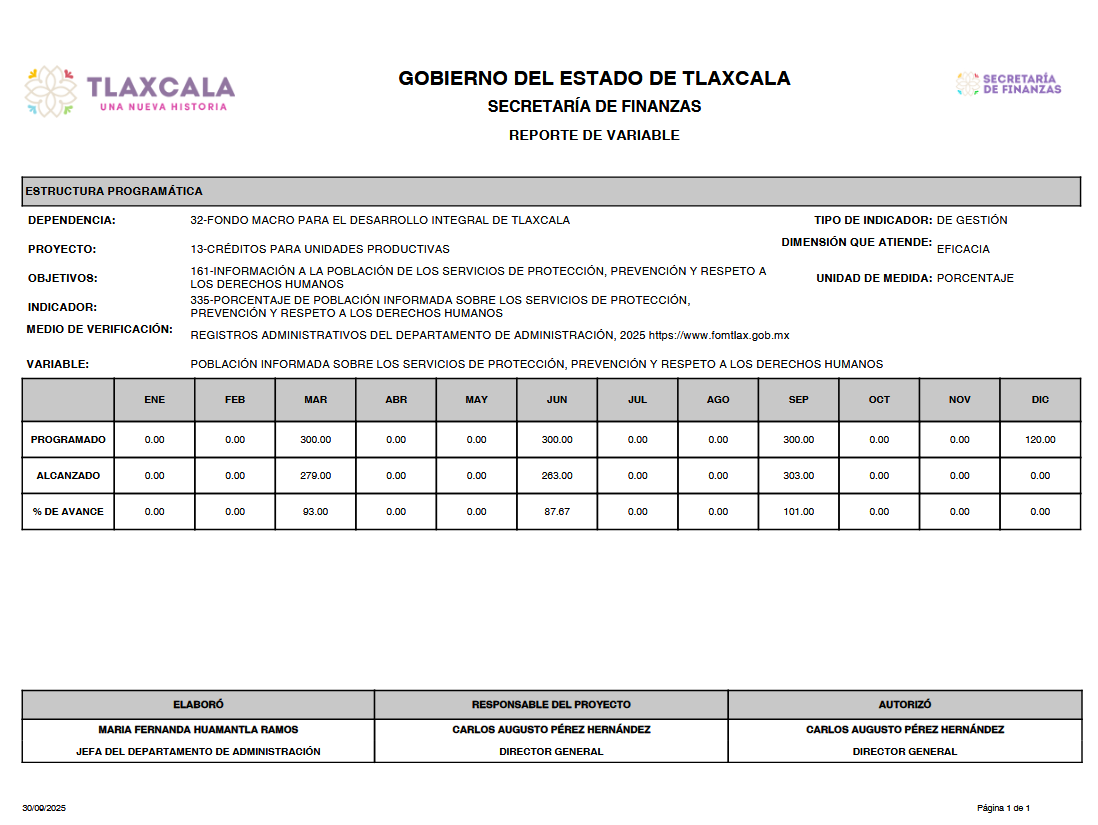 TLAXCALA
UNA NUEVA HISTORIA
GOBIERNO DEL ESTADO DE TLAXCALA
SECRETARÍA DE FINANZAS
REPORTE DE VARIABLE
SECRETARÍA
DE FINANZAS
ESTRUCTURA PROGRAMÁTICA
DEPENDENCIA: 32-FONDO MACRO PARA EL DESARROLLO INTEGRAL DE TLAXCALA TIPO DE INDICADOR: DE GESTIÓN
PROYECTO: 13-CRÉDITOS PARA UNIDADES PRODUCTIVAS DIMENSIÓN QUE ATIENDE: EFICACIA
OBJETIVOS: 161-INFORMACIÓN A LA POBLACIÓN DE LOS SERVICIOS DE PROTECCIÓN, PREVENCIÓN Y RESPETO A
LOS DERECHOS HUMANOS
UNIDAD DE MEDIDA: PORCENTAJE
INDICADOR: 335-PORCENTAJE DE POBLACIÓN INFORMADA SOBRE LOS SERVICIOS DE PROTECCIÓN,
PREVENCIÓN Y RESPETO A LOS DERECHOS HUMANOS
MEDIO DE VERIFICACIÓN: REGISTROS ADMINISTRATIVOS DEL DEPARTAMENTO DE ADMINISTRACIÓN, 2025 https://www.fomtlax.gob.mx
VARIABLE: POBLACIÓN INFORMADA SOBRE LOS SERVICIOS DE PROTECCIÓN, PREVENCIÓN Y RESPETO A LOS DERECHOS HUMANOS
ENE FEB MAR ABR MAY JUN JUL AGO SEP OCT NOV DIC
PROGRAMADO 0.00 0.00 300.00 0.00 0.00 300.00 0.00 0.00 300.00 0.00 0.00 120.00
ALCANZADO 0.00 0.00 279.00 0.00 0.00 263.00 0.00 0.00 303.00 0.00 0.00 0.00
% DE AVANCE 0.00 0.00 93.00 0.00 0.00 87.67 0.00 0.00 101.00 0.00 0.00 0.00
ELABORÓ RESPONSABLE DEL PROYECTO AUTORIZÓ
MARIA FERNANDA HUAMANTLA RAMOS CARLOS AUGUSTO PÉREZ HERNÁNDEZ CARLOS AUGUSTO PÉREZ HERNÁNDEZ
JEFA DEL DEPARTAMENTO DE ADMINISTRACIÓN DIRECTOR GENERAL DIRECTOR GENERAL
30/09/2025 Página 1 de 1